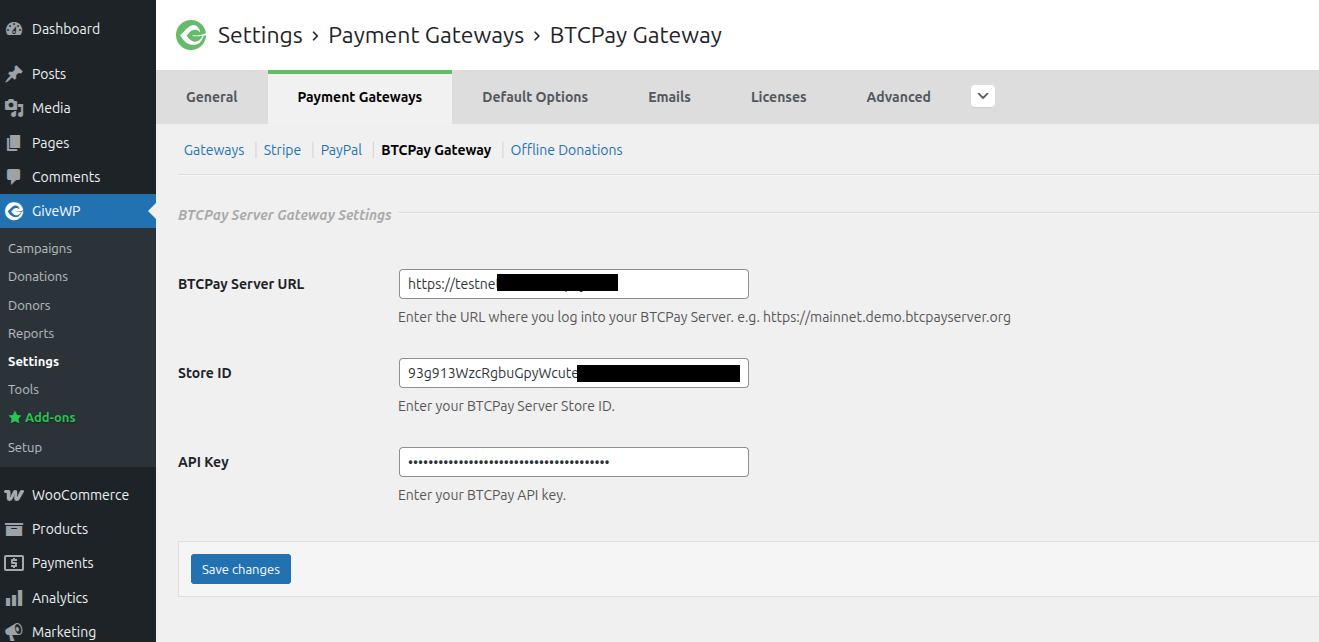 Dashboard
Posts
Media
Pages
Comments
GiveWP
Campaigns
Donations
Donors
Reports
Settings
Tools
Add-ons
Setup
WooCommerce
Products
Payments
Analytics
Marketing
Settings › Payment Gateways › BTCPay Gateway
General Payment Gateways Default Options Emails Licenses Advanced
Gateways Stripe PayPal BTCPay Gateway Offline Donations
BTCPay Server Gateway Settings
BTCPay Server URL https://testne
Enter the URL where you log into your BTCPay Server. e.g. https://mainnet.demo.btcpayserver.org
Store ID 93g913WzcRgbuGpyWcute
Enter your BTCPay Server Store ID.
API Key ••••••••••••••••••••••••••••••••••••••••
Enter your BTCPay API key.
Save changes